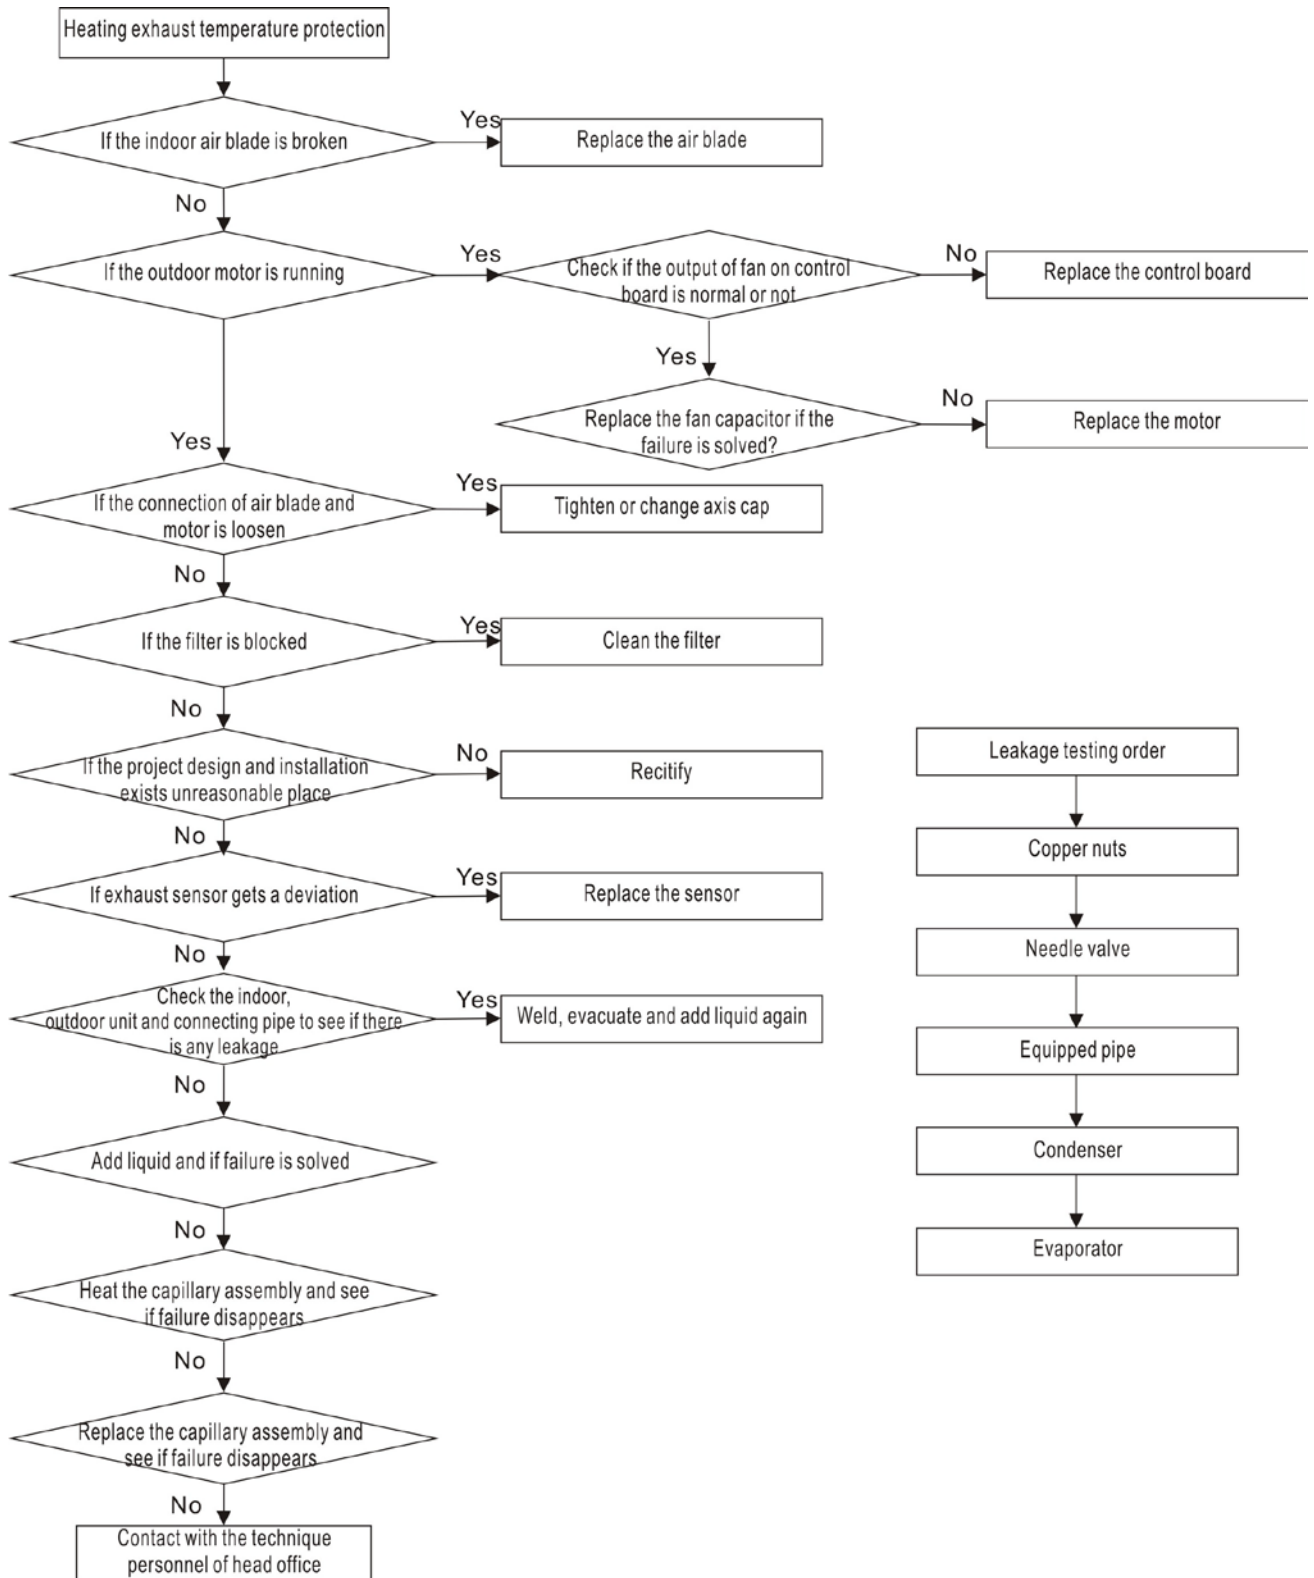 Heating exhaust temperature protection
If the indoor air blade is broken
Yes
Replace the air blade
No
If the outdoor motor is running
Yes
Check if the output of fan on control
board is normal or not
No
Replace the control board
Yes
Replace the fan capacitor if the
failure is solved?
No
Replace the motor
Yes
If the connection of air blade and
motor is loosen
Yes
Tighten or change axis cap
No
If the filter is blocked
Yes
Clean the filter
No
If the project design and installation
exists unreasonable place
No
Recitify
No
If exhaust sensor gets a deviation
Yes
Replace the sensor
No
Check the indoor,
outdoor unit and connecting pipe to see if there
is any leakage
Yes
Weld, evacuate and add liquid again
No
Add liquid and if failure is solved
No
Heat the capillary assembly and see
if failure disappears
No
Replace the capillary assembly and
see if failure disappears
No
Contact with the technique
personnel of head office
Leakage testing order
Copper nuts
Needle valve
Equipped pipe
Condenser
Evaporator